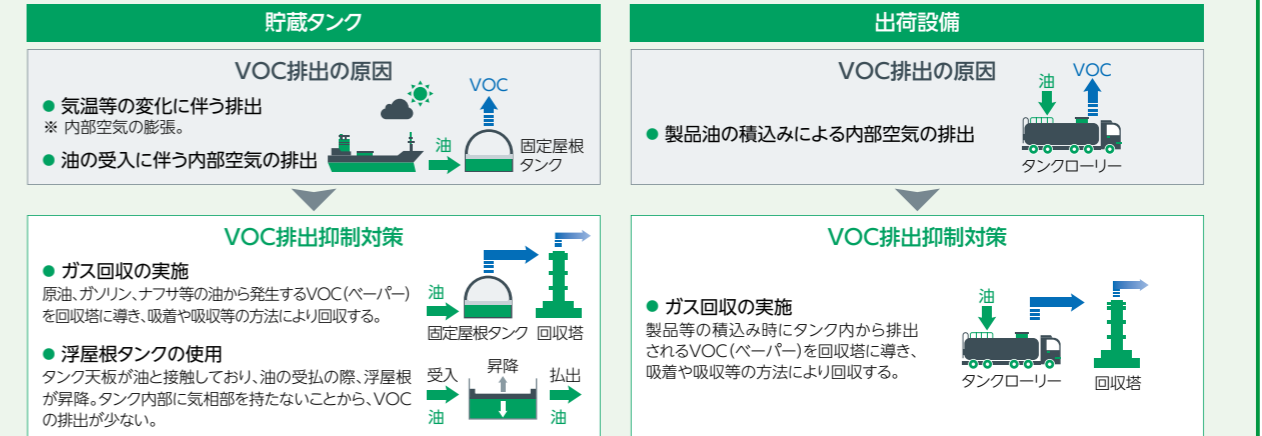 貯蔵タンク
VOC排出の原因
● 気温等の変化に伴う排出
※ 内部空気の膨張。
● 油の受入に伴う内部空気の排出
油
VOC
固定屋根
タンク
VOC排出抑制対策
● ガス回収の実施
原油、ガソリン、ナフサ等の油から発生するVOC（ベーパー）
を回収塔に導き、吸着や吸収等の方法により回収する。
油
固定屋根タンク
回収塔
● 浮屋根タンクの使用
タンク天板が油と接触しており、油の受払の際、浮屋根
が昇降。タンク内部に気相部を持たないことから、VOC
の排出が少ない。
受入
油
昇降
払出
油
出荷設備
VOC排出の原因
● 製品油の積込みによる内部空気の排出
油
VOC
タンクローリー
VOC排出抑制対策
● ガス回収の実施
製品等の積込み時にタンク内から排出
されるVOC（ベーパー）を回収塔に導き、
吸着や吸収等の方法により回収する。
油
タンクローリー
回収塔